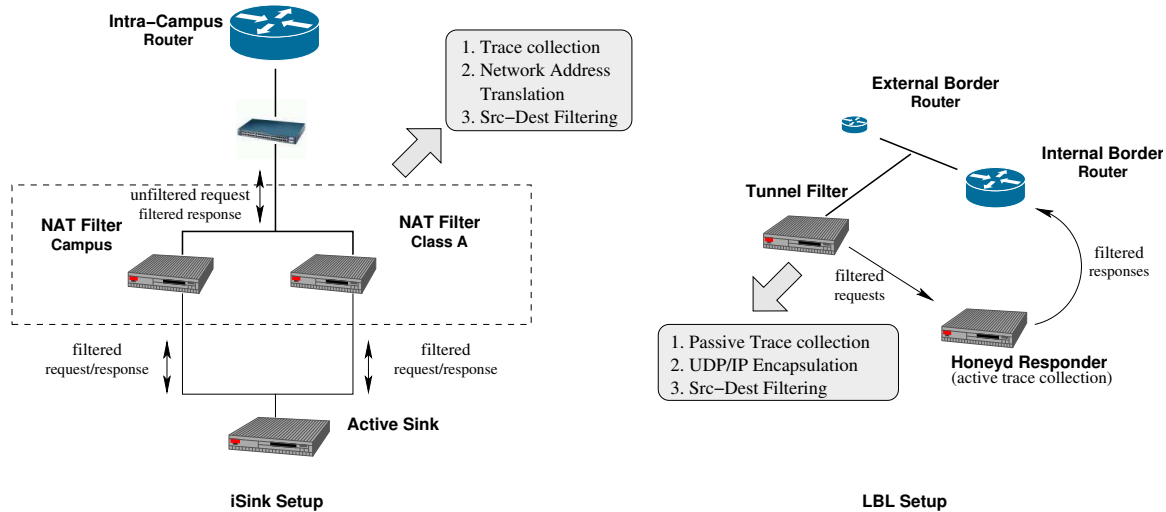 Intra−Campus
Router
1. Trace collection
2. Network Address
Translation
3. Src−Dest Filtering
unfiltered request
filtered response
NAT Filter
Campus
NAT Filter
Class A
filtered
request/response
filtered
request/response
Active Sink
iSink Setup
External Border
Router
Internal Border
Router
Tunnel Filter
filtered
requests
filtered
responses
1. Passive Trace collection
2. UDP/IP Encapsulation
3. Src−Dest Filtering
Honeyd Responder
(active trace collection)
LBL Setup